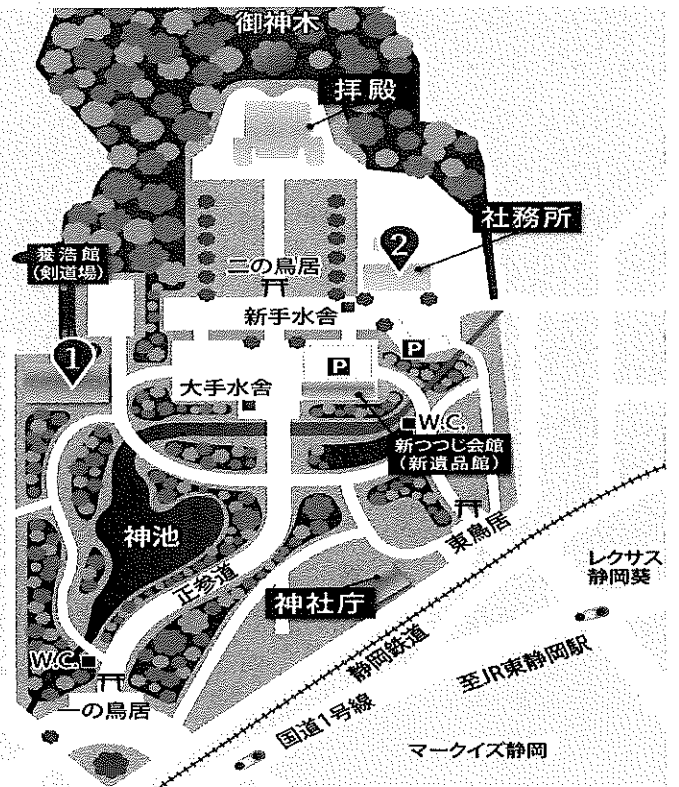 御神木
拝殿
社務所
2
養浩館
(剣道場)
二の鳥居
新手水舎
1
P
P
大手水舎
W.C.
新つつじ会館
(新遺品館)
東鳥居
神池
正参道
レクサス
静岡葵
神社庁
静岡鉄道
至JR東静岡駅
W.C.
一の鳥居
国道1号線
マークイズ静岡